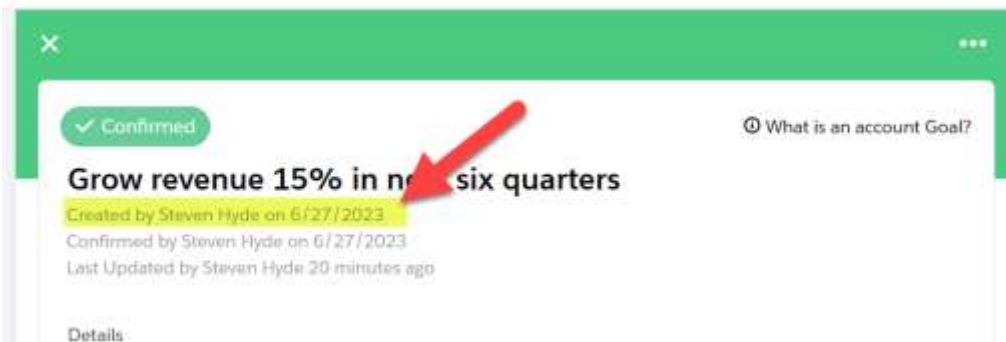 Confirmed
What is an account Goal?
Grow revenue 15% in six quarters
Created by Steven Hyde on 6/27/2023
Confirmed by Steven Hyde on 6/27/2023
Last Updated by Steven Hyde 20 minutes ago
Details